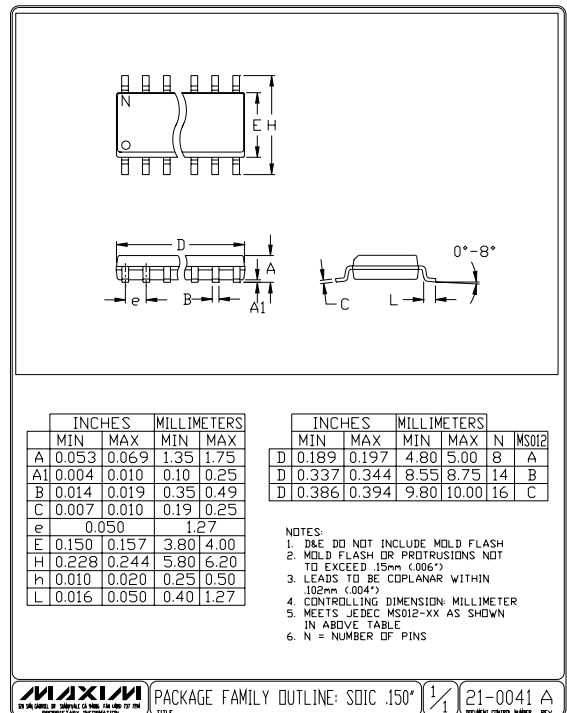 N
E H
D
A
0°-8°
e
B
A1
C
L
INCHES MILLIMETERS
MIN MAX MIN MAX
A 0.053 0.069 1.35 1.75
A1 0.004 0.010 0.10 0.25
B 0.014 0.019 0.35 0.49
C 0.007 0.010 0.19 0.25
e 0.050 1.27
E 0.150 0.157 3.80 4.00
H 0.228 0.244 5.80 6.20
h 0.010 0.020 0.25 0.50
L 0.016 0.050 0.40 1.27
INCHES MILLIMETERS
MIN MAX MIN MAX N MS012
D 0.189 0.197 4.80 5.00 8 A
D 0.337 0.344 8.55 8.75 14 B
D 0.386 0.394 9.80 10.00 16 C
NOTES:
1. D&E DO NOT INCLUDE MOLD FLASH
2. MOLD FLASH OR PROTRUSIONS NOT
TO EXCEED .15mm (.006")
3. LEADS TO BE COPLANAR WITHIN
.102mm (.004")
4. CONTROLLING DIMENSION: MILLIMETER
5. MEETS JEDEC MS012-XX AS SHOWN
IN ABOVE TABLE
6. N = NUMBER OF PINS
MAXIM
PROPRIETARY INFORMATION
PACKAGE FAMILY OUTLINE: SOIC .150"
TITLE
1/1
21-0041 A
DOCUMENT CONTROL NUMBER REV